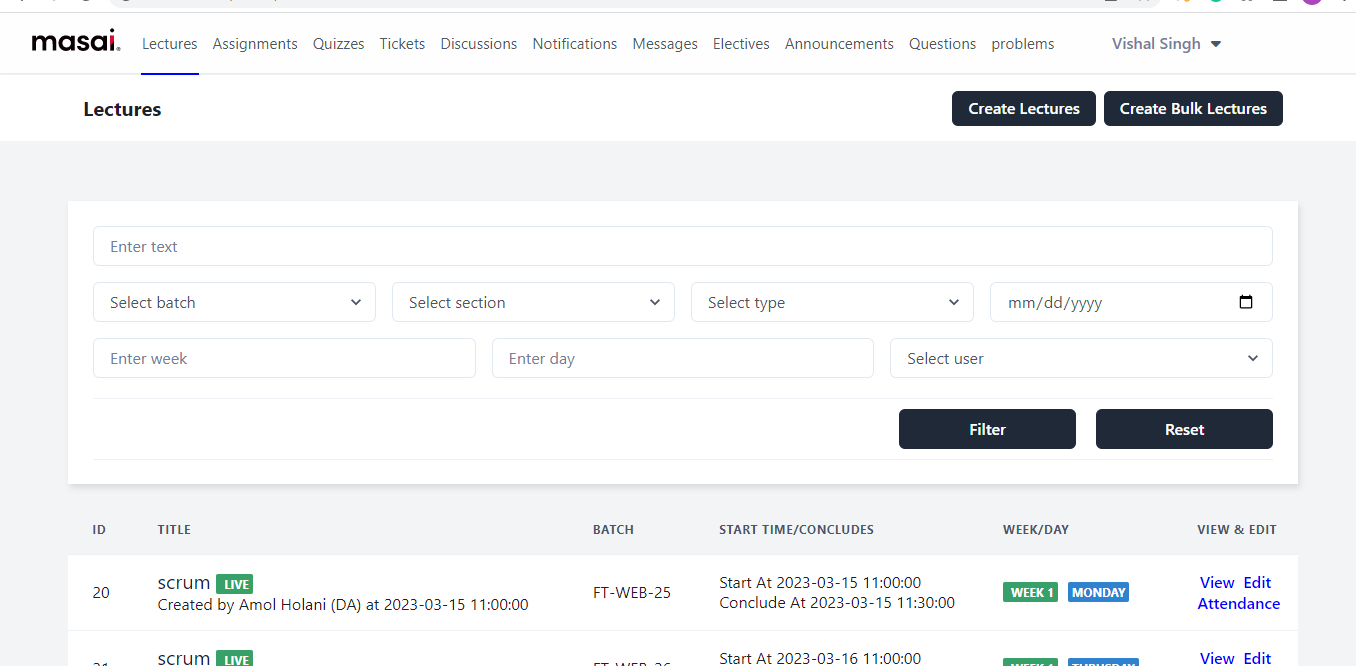 masai.
Lectures Assignments Quizzes Tickets Discussions Notifications Messages Electives Announcements Questions problems Vishal Singh
Lectures Create Lectures Create Bulk Lectures
Enter text
Select batch Select section Select type mm/dd/yyyy
Enter week Enter day Select user
Filter Reset
ID TITLE BATCH START TIME/CONCLUDES WEEK/DAY VIEW & EDIT
scrum LIVE Start At 2023-03-15 11:00:00 View Edit
20 FT-WEB-25 WEEK 1 MONDAY
Created by Amol Holani (DA) at 2023-03-15 11:00:00 Conclude At 2023-03-15 11:30:00 Attendance
scrum LIVE Start At 2023-03-16 11:00:00 View Edit